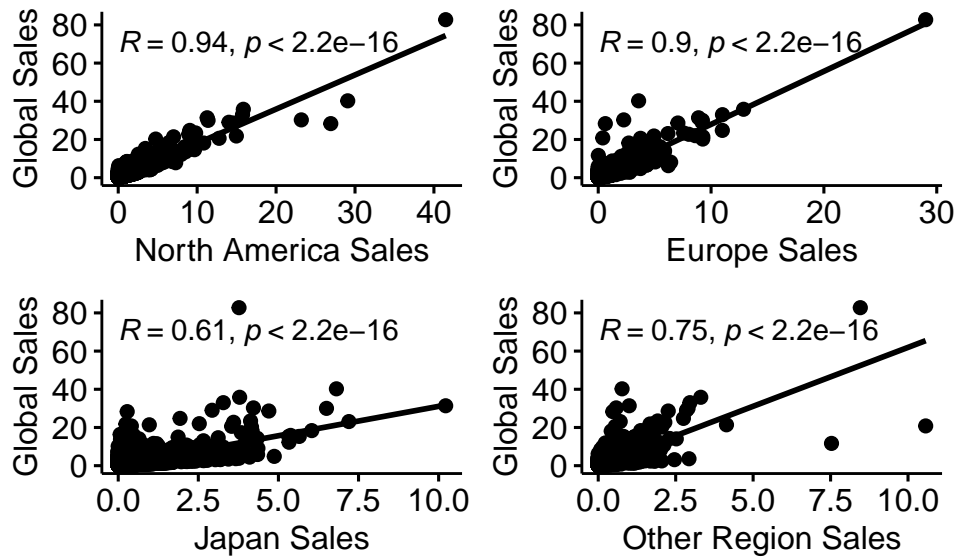 Global Sales
80
60
40
20
0
R = 0.94, p < 2.2e−16
0 10 20 30 40
North America Sales
Global Sales
80
60
40
20
0
R = 0.9, p < 2.2e−16
0 10 20 30
Europe Sales
Global Sales
80
60
40
20
0
R = 0.61, p < 2.2e−16
0.0 2.5 5.0 7.5 10.0
Japan Sales
Global Sales
80
60
40
20
0
R = 0.75, p < 2.2e−16
0.0 2.5 5.0 7.5 10.0
Other Region Sales